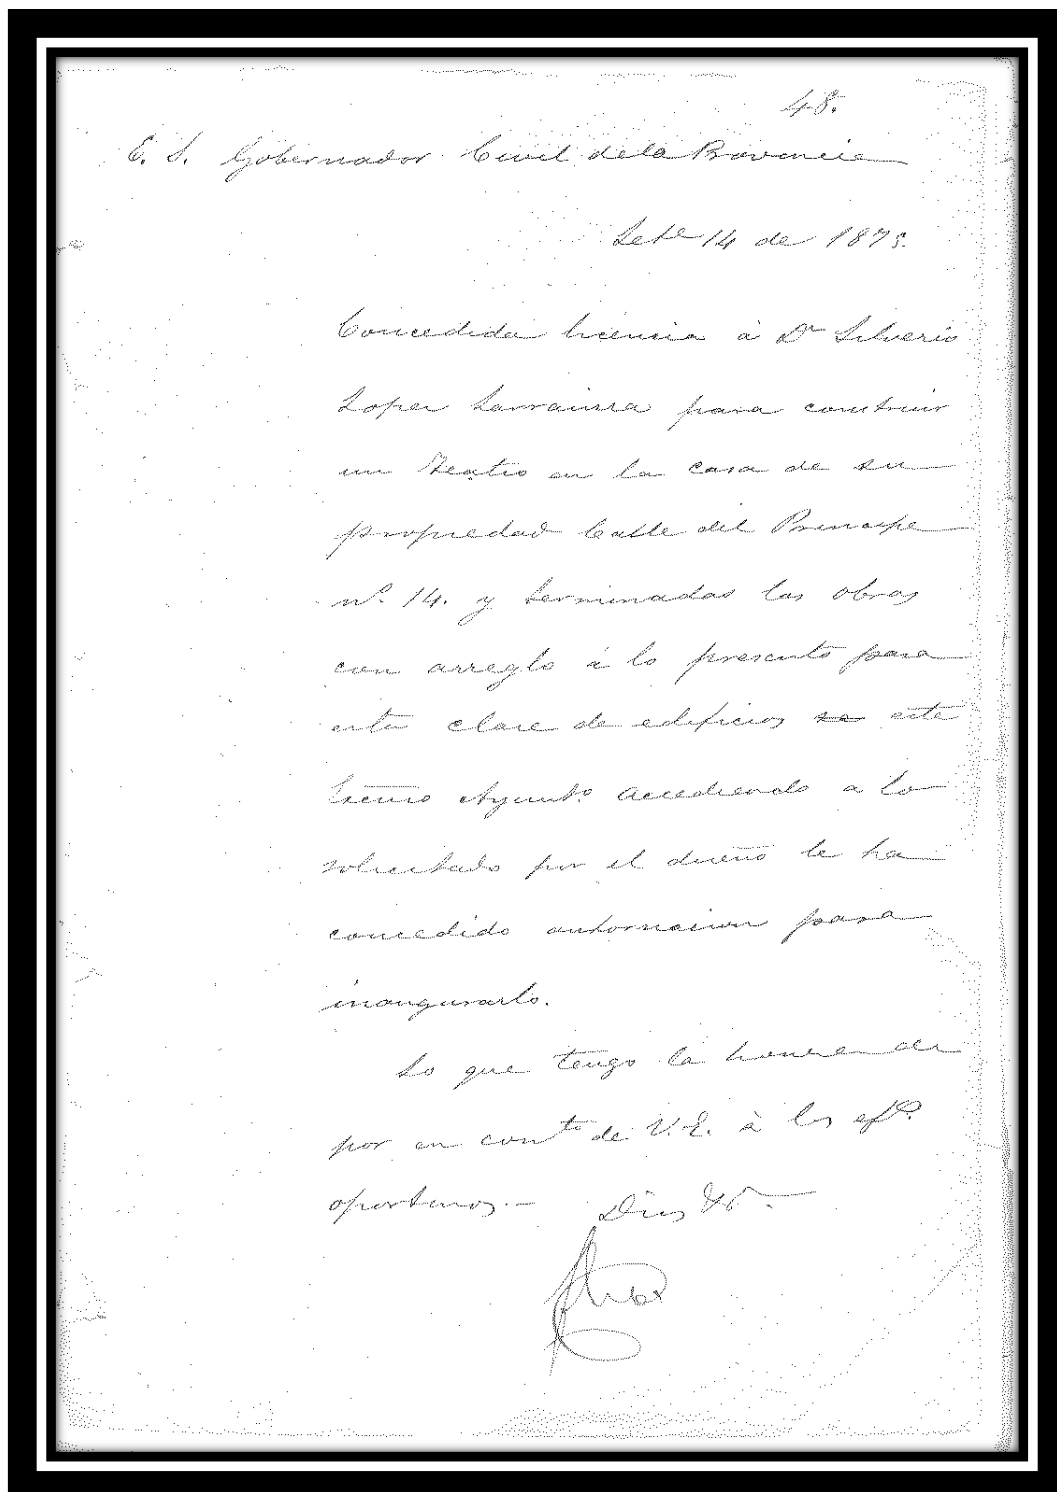 48.
E. S. Gobernador Civil de la Provincia
Sete 14 de 1875.
Concedida licencia á Dn Silverio
Lopez Larrainza para construir
un Teatro en la casa de su
propiedad Calle del Principe
nº. 14. y terminadas las obras
con arreglo á lo prescrito para
esta clase de edificios se este
Excmo Ayunto. accediendo a lo
solicitado por el dueño le ha
concedido autorizacion para
inaugurarlo.
Lo que tengo la honra de
poner en cont. de V.E. à los efs.
oportunos.- Dios &.